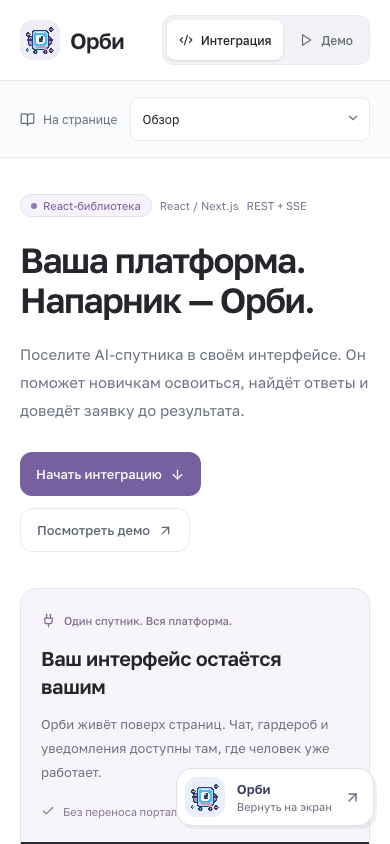 Орби
Интеграция
Демо
На странице
Обзор
React-библиотека
React / Next.js
REST + SSE
Ваша платформа.
Напарник — Орби.
Поселите AI-спутника в своём интерфейсе. Он
поможет новичкам освоиться, найдёт ответы и
доведёт заявку до результата.
Начать интеграцию
Посмотреть демо
Один спутник. Вся платформа.
Ваш интерфейс остаётся
вашим
Орби живёт поверх страниц. Чат, гардероб и
уведомления доступны там, где человек уже
работает.
Без переноса портал
Орби
Вернуть на экран